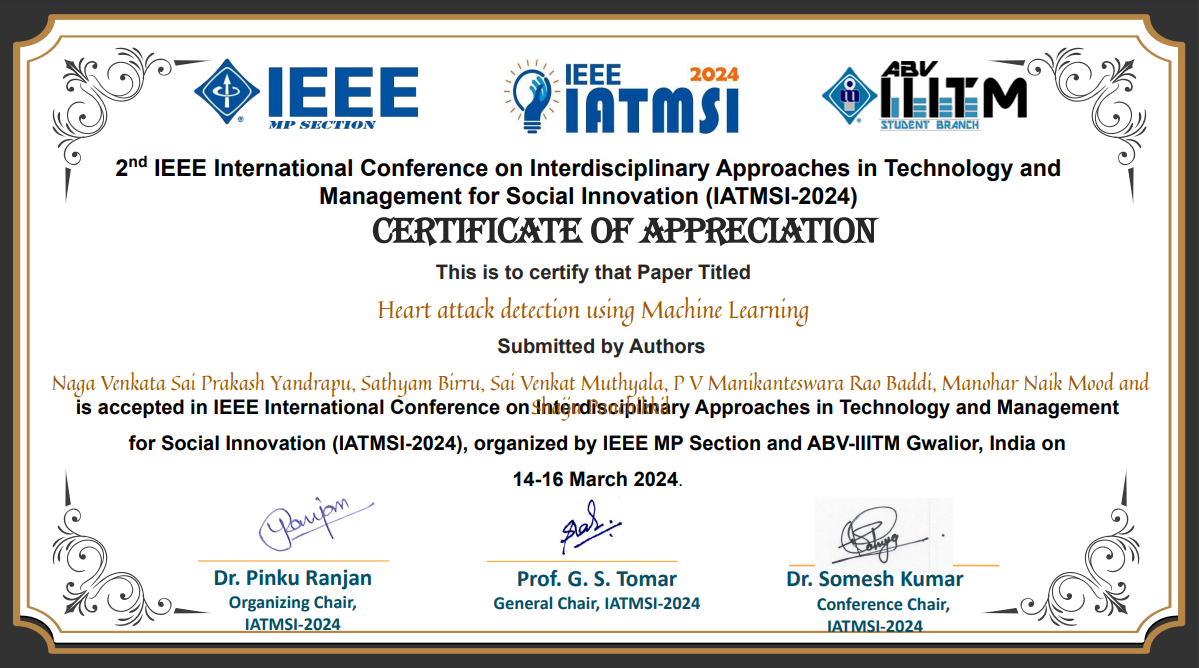 IEEE
MP SECTION
IEEE 2024
IATMSI
ABV
IIITM
STUDENT BRANCH
2nd IEEE International Conference on Interdisciplinary Approaches in Technology and
Management for Social Innovation (IATMSI-2024)
CERTIFICATE OF APPRECIATION
This is to certify that Paper Titled
Heart attack detection using Machine Learning
Submitted by Authors
Naga Venkata Sai Prakash Yandrapu, Sathyam Birru, Sai Venkat Muthyala, P V Manikanteswara Rao Baddi, Manohar Naik Mood and
is accepted in IEEE International Conference on Interdisciplinary Approaches in Technology and Management
for Social Innovation (IATMSI-2024), organized by IEEE MP Section and ABV-IIITM Gwalior, India on
14-16 March 2024.
Dr. Pinku Ranjan
Organizing Chair,
IATMSI-2024
Prof. G. S. Tomar
General Chair, IATMSI-2024
Dr. Somesh Kumar
Conference Chair,
IATMSI-2024